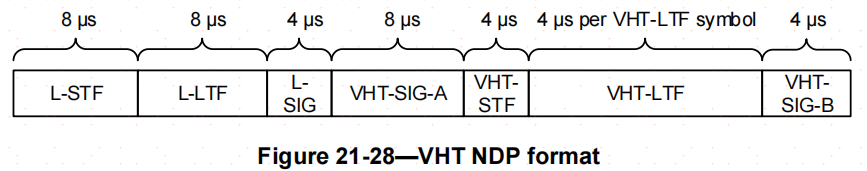 8 µs 8 µs 4 µs 8 µs 4 µs 4 µs per VHT-LTF symbol 4 µs
L-STF L-LTF L-SIG VHT-SIG-A VHT-STF VHT-LTF VHT-SIG-B
Figure 21-28—VHT NDP format